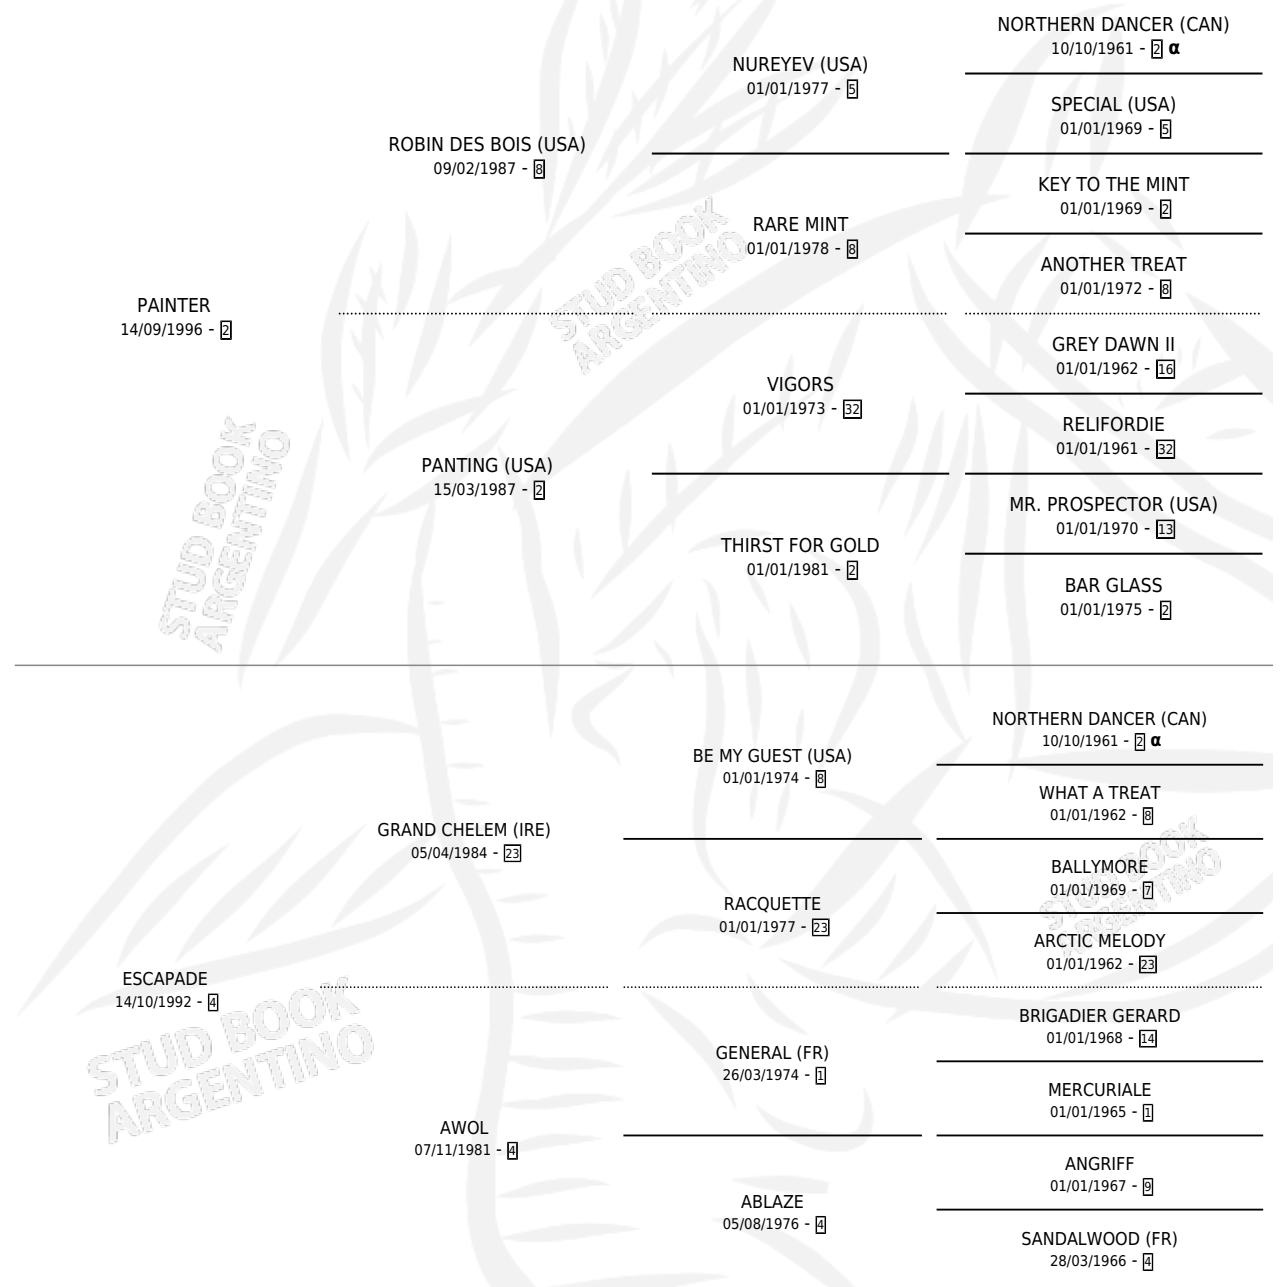 NORTHERN DANCER (CAN)
10/10/1961 - 2 α
NUREYEV (USA)
01/01/1977 - 5
SPECIAL (USA)
01/01/1969 - 5
ROBIN DES BOIS (USA)
09/02/1987 - 8
KEY TO THE MINT
01/01/1969 - 2
RARE MINT
01/01/1978 - 8
ANOTHER TREAT
01/01/1972 - 8
PAINTER
14/09/1996 - 2
GREY DAWN II
01/01/1962 - 16
VIGORS
01/01/1973 - 32
RELIFORDIE
01/01/1961 - 32
PANTING (USA)
15/03/1987 - 2
MR. PROSPECTOR (USA)
01/01/1970 - 13
THIRST FOR GOLD
01/01/1981 - 2
BAR GLASS
01/01/1975 - 2
STUD BOOK
ARGENTINO
STUD BOOK
ARGENTINO
NORTHERN DANCER (CAN)
10/10/1961 - 2 α
BE MY GUEST (USA)
01/01/1974 - 8
WHAT A TREAT
01/01/1962 - 8
GRAND CHELEM (IRE)
05/04/1984 - 23
BALLYMORE
01/01/1969 - 7
RACQUETTE
01/01/1977 - 23
ARCTIC MELODY
01/01/1962 - 23
ESCAPADE
14/10/1992 - 4
BRIGADIER GERARD
01/01/1968 - 14
GENERAL (FR)
26/03/1974 - 1
MERCURIALE
01/01/1965 - 1
AWOL
07/11/1981 - 4
ANGRIFF
01/01/1967 - 9
ABLAZE
05/08/1976 - 4
SANDALWOOD (FR)
28/03/1966 - 4
STUD BOOK
ARGENTINO
STUD BOOK
ARGENTINO